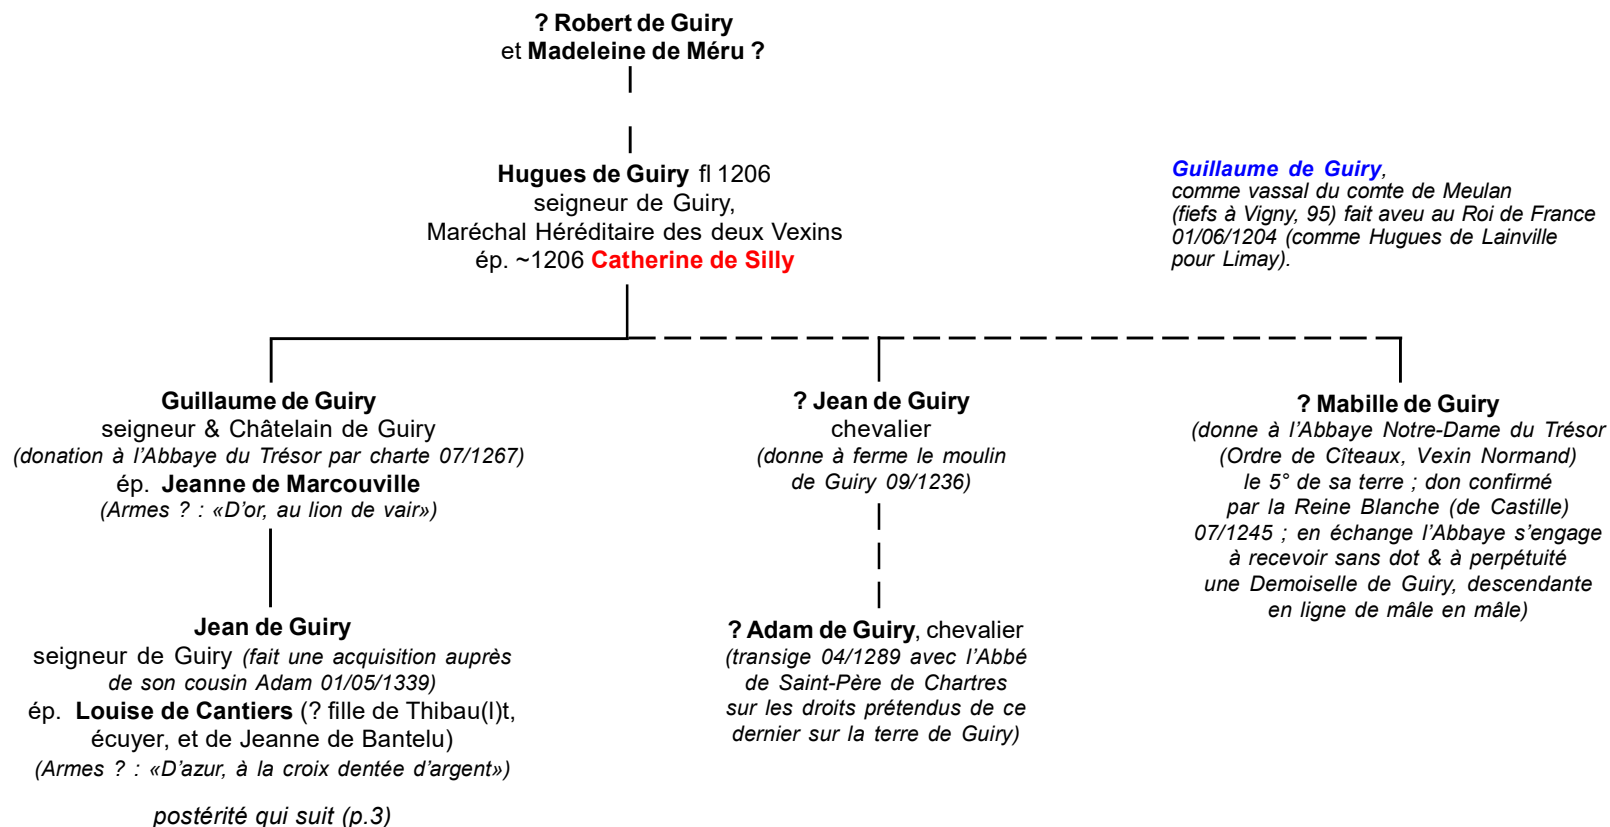 ? Robert de Guiry
et Madeleine de Méru ?
Hugues de Guiry fl 1206
seigneur de Guiry,
Maréchal Héréditaire des deux Vexins
ép. ~1206 Catherine de Silly
Guillaume de Guiry,
comme vassal du comte de Meulan
(fiefs à Vigny, 95) fait aveu au Roi de France
01/06/1204 (comme Hugues de Lainville
pour Limay).
Guillaume de Guiry
seigneur & Châtelain de Guiry
(donation à l’Abbaye du Trésor par charte 07/1267)
ép. Jeanne de Marcouville
(Armes ? : «D’or, au lion de vair»)
? Jean de Guiry
chevalier
(donne à ferme le moulin
de Guiry 09/1236)
? Mabille de Guiry
(donne à l’Abbaye Notre-Dame du Trésor
(Ordre de Cîteaux, Vexin Normand)
le 5° de sa terre ; don confirmé
par la Reine Blanche (de Castille)
07/1245 ; en échange l’Abbaye s’engage
à recevoir sans dot & à perpétuité
une Demoiselle de Guiry, descendante
en ligne de mâle en mâle)
Jean de Guiry
seigneur de Guiry (fait une acquisition auprès
de son cousin Adam 01/05/1339)
ép. Louise de Cantiers (? fille de Thibau(l)t,
écuyer, et de Jeanne de Bantelu)
(Armes ? : «D’azur, à la croix dentée d’argent»)
postérité qui suit (p.3)
? Adam de Guiry, chevalier
(transige 04/1289 avec l’Abbé
de Saint-Père de Chartres
sur les droits prétendus de ce
dernier sur la terre de Guiry)